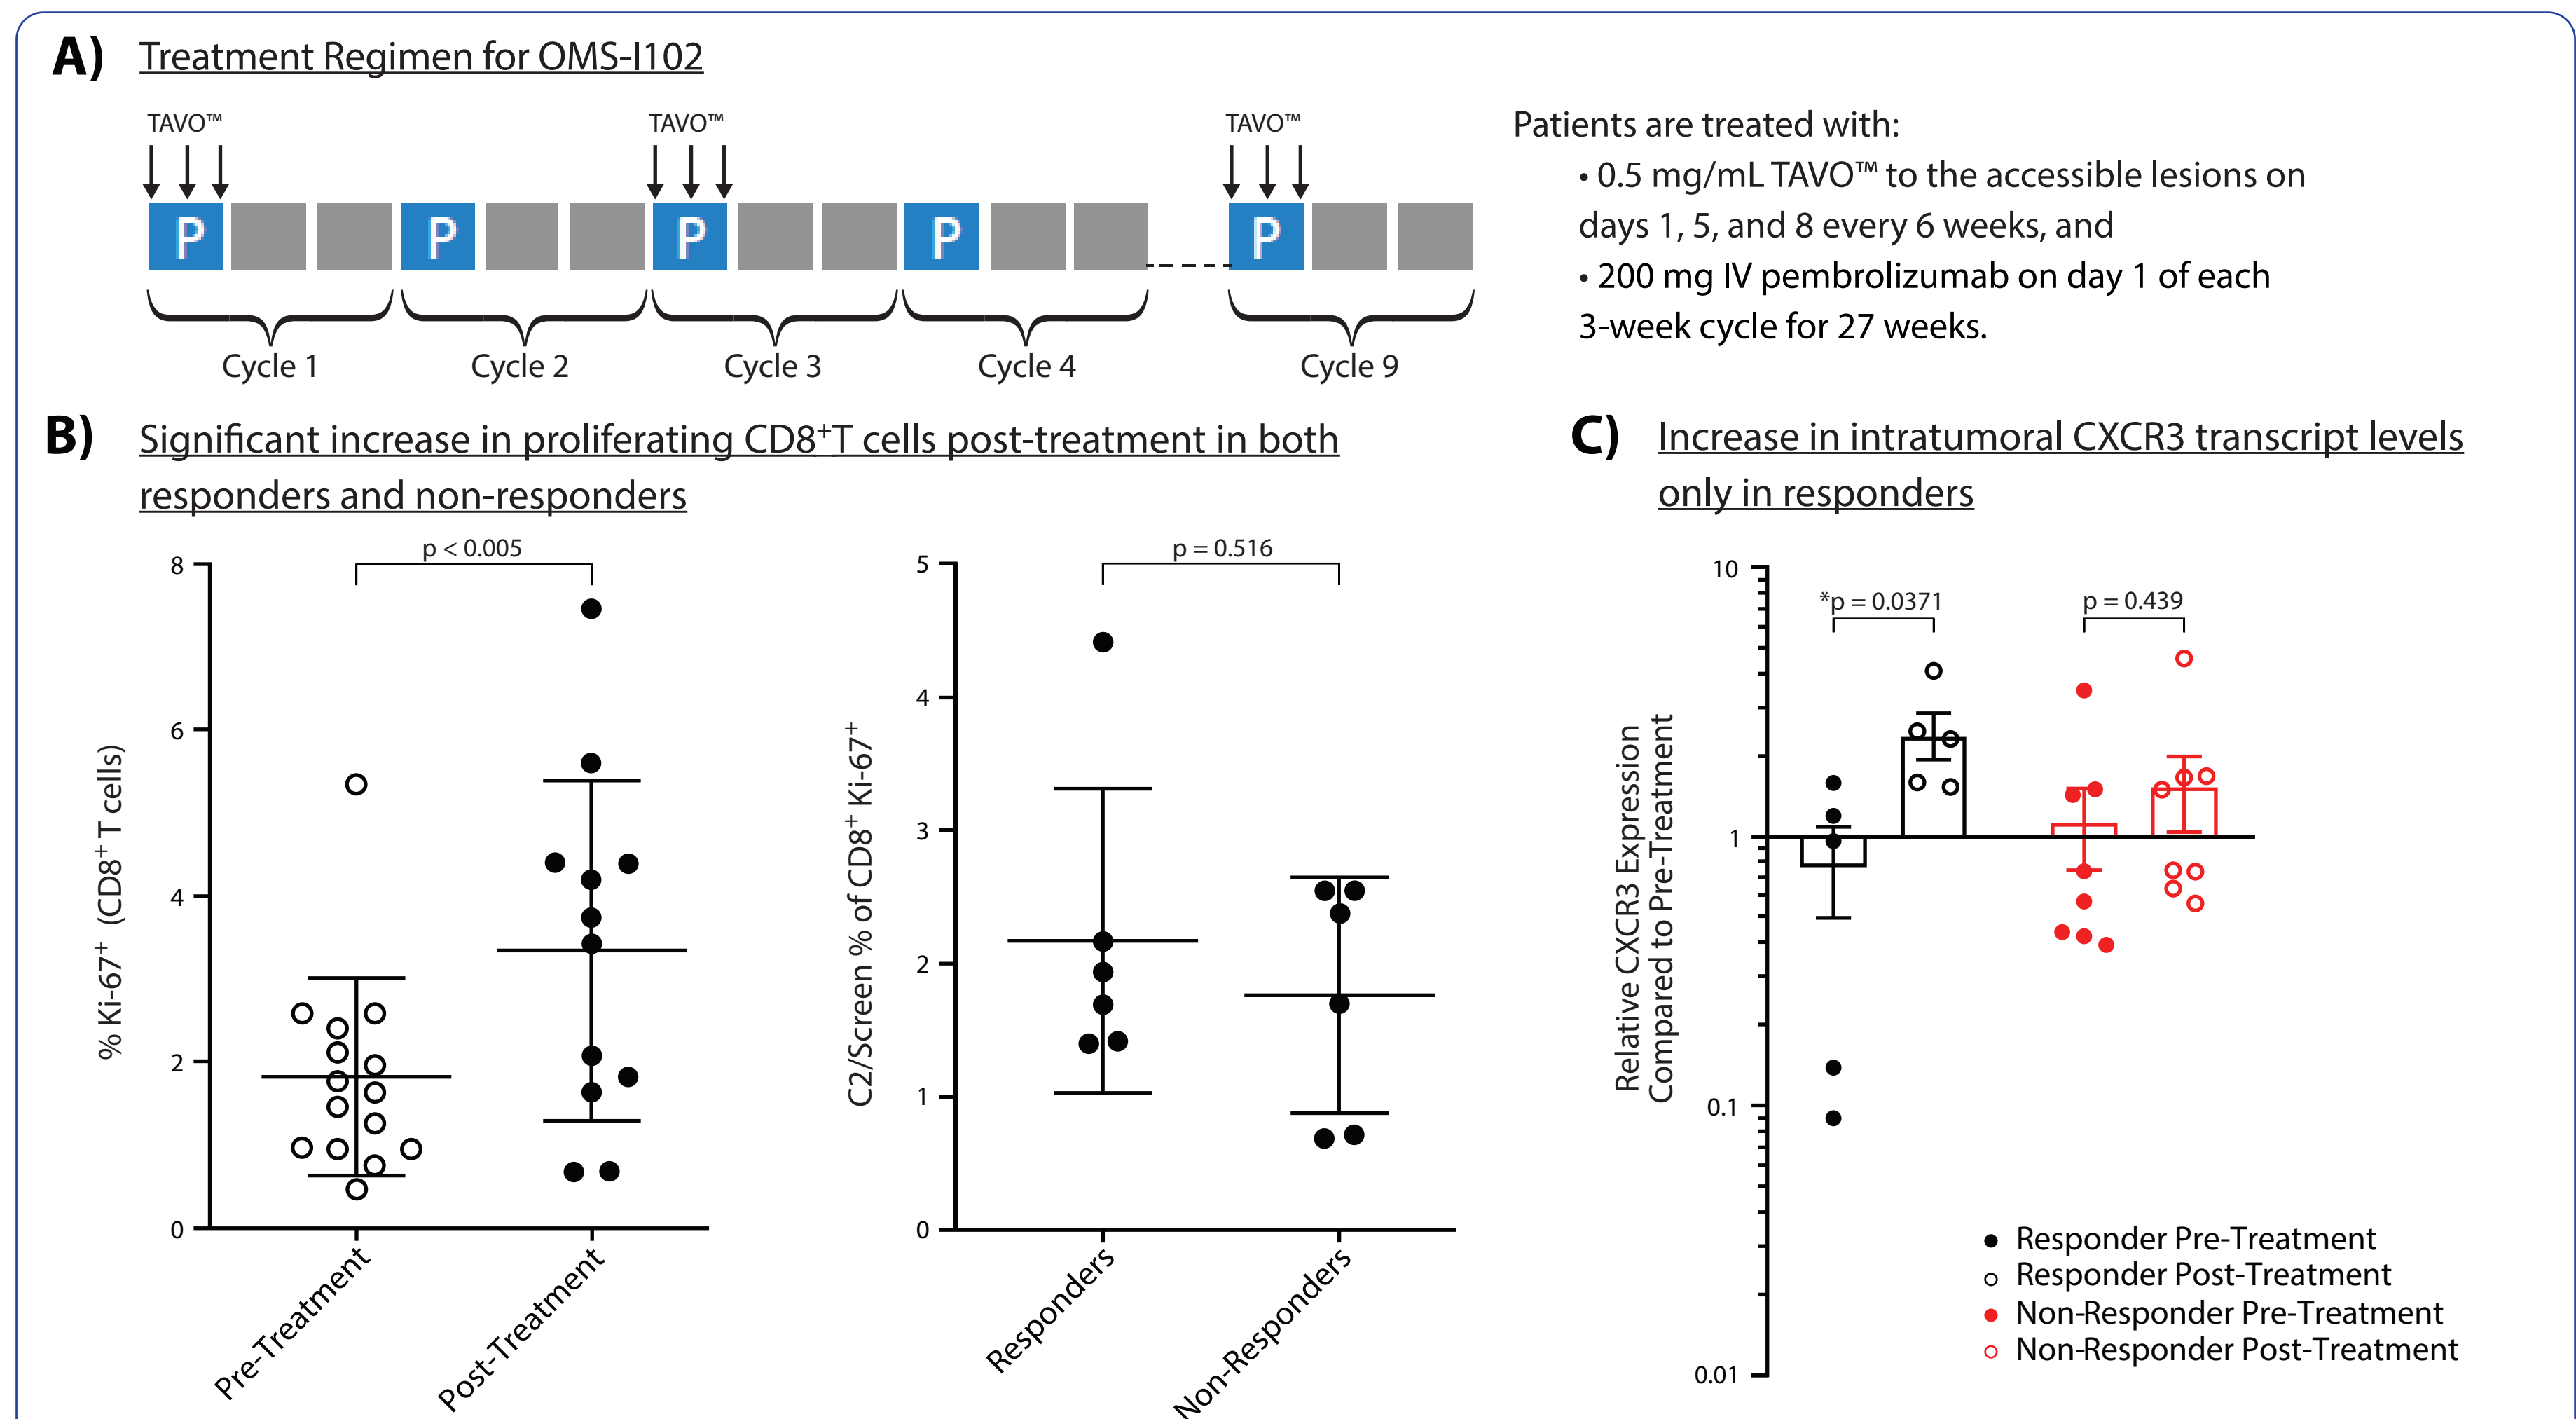 A) Treatment Regimen for OMS-I102
TAVO™ TAVO™ TAVO™
P P P P P
Cycle 1 Cycle 2 Cycle 3 Cycle 4 Cycle 9
Patients are treated with:
• 0.5 mg/mL TAVO™ to the accessible lesions on
days 1, 5, and 8 every 6 weeks, and
• 200 mg IV pembrolizumab on day 1 of each
3-week cycle for 27 weeks.
B) Significant increase in proliferating CD8⁺T cells post-treatment in both
responders and non-responders
p < 0.005
% Ki-67⁺ (CD8⁺ T cells)
8
6
4
2
0
Pre-Treatment
Post-Treatment
p = 0.516
C2/Screen % of CD8⁺ Ki-67⁺
5
4
3
2
1
0
Responders
Non-Responders
C) Increase in intratumoral CXCR3 transcript levels
only in responders
*p = 0.0371 p = 0.439
Relative CXCR3 Expression
Compared to Pre-Treatment
10
1
0.1
0.01
Responder Pre-Treatment
Responder Post-Treatment
Non-Responder Pre-Treatment
Non-Responder Post-Treatment